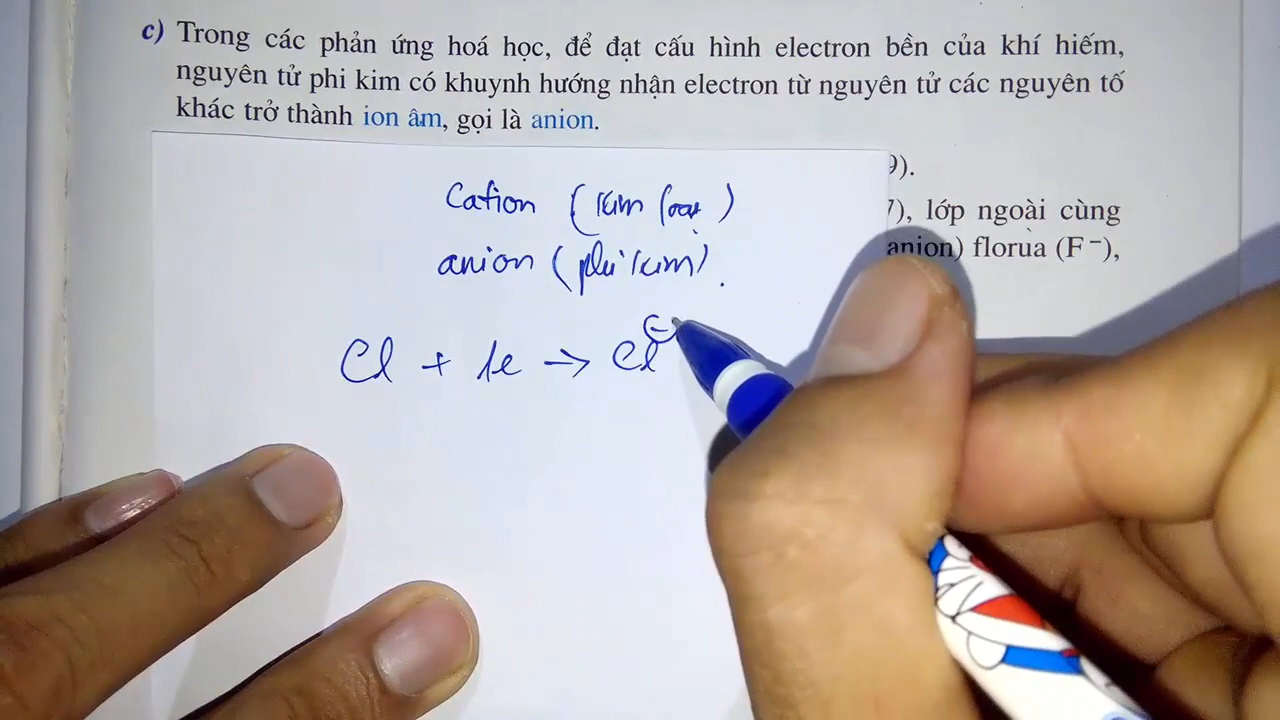 c) Trong các phản ứng hoá học, để đạt cấu hình electron bền của khí hiếm,
nguyên tử phi kim có khuynh hướng nhận electron từ nguyên tử các nguyên tố
khác trở thành ion âm, gọi là anion.
9).
Cation (kim loại)
7), lớp ngoài cùng
anion (phi kim).
anion) florua (F⁻),
Cl + 1e → Cl⁻